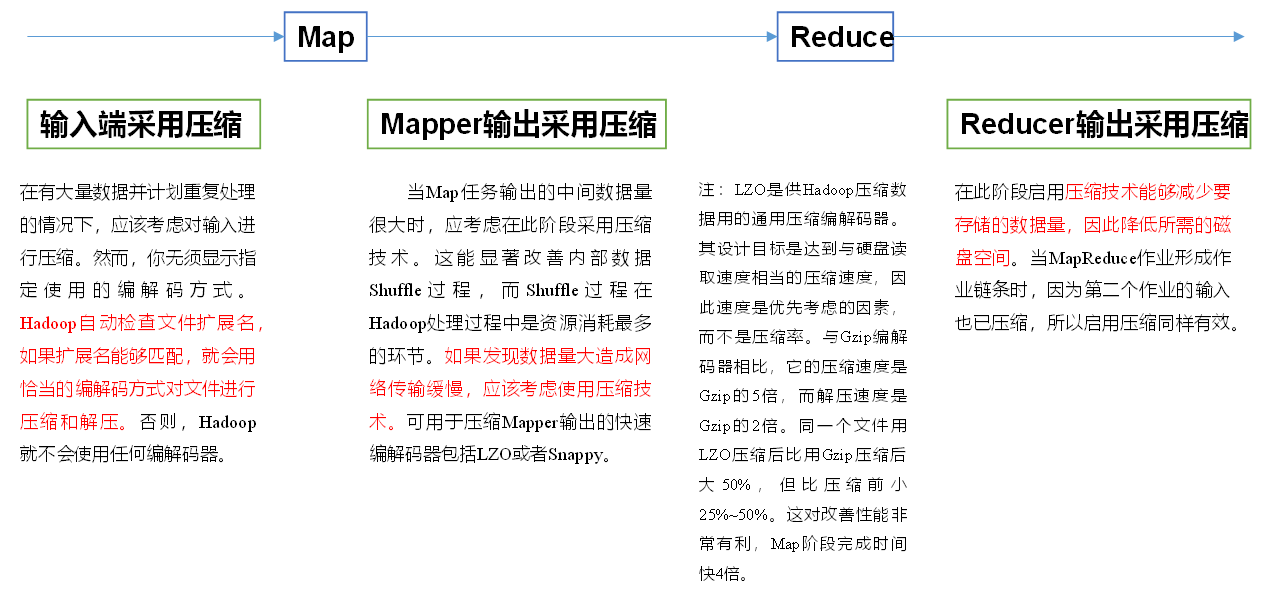 Map
Reduce
输入端采用压缩
在有大量数据并计划重复处理
的情况下，应该考虑对输入进
行压缩。然而，你无须显示指
定使用的编解码方式。
Hadoop自动检查文件扩展名，
如果扩展名能够匹配，就会用
恰当的编解码方式对文件进行
压缩和解压。否则，Hadoop
就不会使用任何编解码器。
Mapper输出采用压缩
当Map任务输出的中间数据量
很大时，应考虑在此阶段采用压缩
技术。这能显著改善内部数据
Shuffle过程，而Shuffle过程在
Hadoop处理过程中是资源消耗最多
的环节。如果发现数据量大造成网
络传输缓慢，应该考虑使用压缩技
术。可用于压缩Mapper输出的快速
编解码器包括LZO或者Snappy。
注：LZO是供Hadoop压缩数
据用的通用压缩编解码器。
其设计目标是达到与硬盘读
取速度相当的压缩速度，因
此速度是优先考虑的因素，
而不是压缩率。与Gzip编解
码器相比，它的压缩速度是
Gzip的5倍，而解压速度是
Gzip的2倍。同一个文件用
LZO压缩后比用Gzip压缩后
大50%，但比压缩前小
25%~50%。这对改善性能非
常有利，Map阶段完成时间
快4倍。
Reducer输出采用压缩
在此阶段启用压缩技术能够减少要
存储的数据量，因此降低所需的磁
盘空间。当MapReduce作业形成作
业链条时，因为第二个作业的输入
也已压缩，所以启用压缩同样有效。